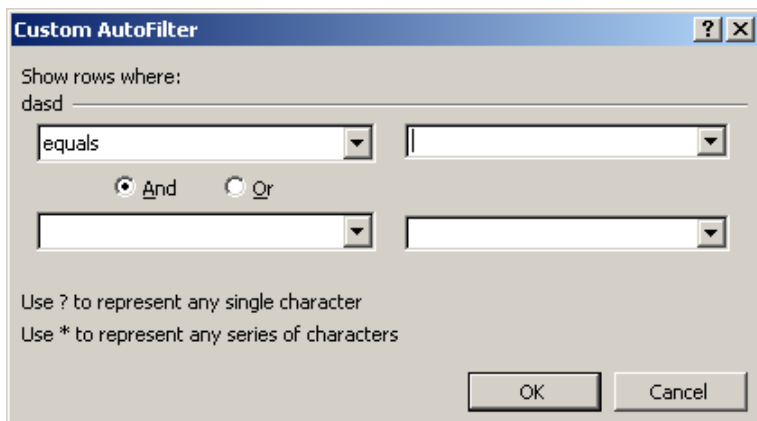 Custom AutoFilter
Show rows where:
dasd
equals
And Or
Use ? to represent any single character
Use * to represent any series of characters
OK Cancel